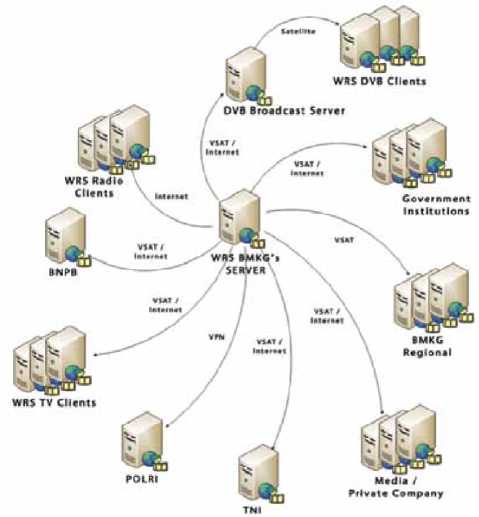 Satellite
WRS DVB Clients
DVB Broadcast Server
VSAT /
Internet
VSAT /
Internet
Government
Institutions
WRS Radio
Clients
Internet
WRS BMKG's
SERVER
VSAT
BNPB
VSAT /
Internet
BMKG
Regional
VSAT /
Internet
VSAT /
Internet
VPN
VSAT /
Internet
WRS TV Clients
POLRI
TNI
Media /
Private Company